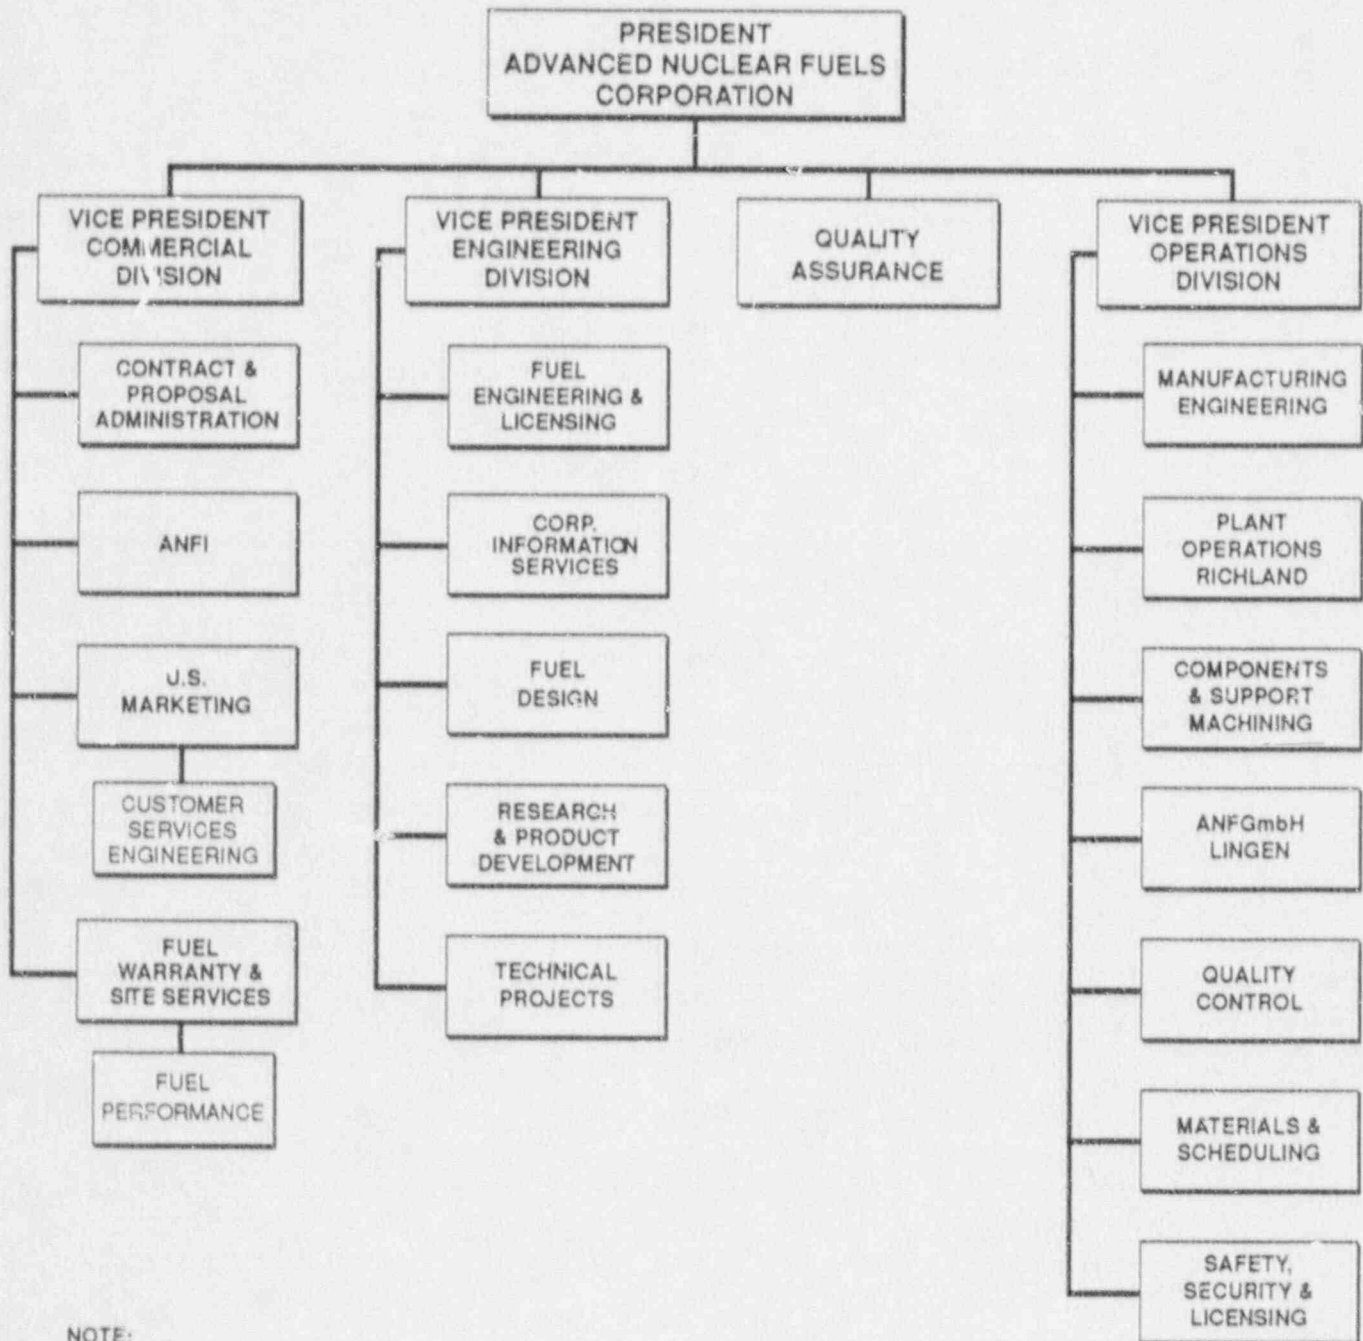 PRESIDENT
ADVANCED NUCLEAR FUELS
CORPORATION
VICE PRESIDENT
COMMERCIAL
DIVISION
VICE PRESIDENT
ENGINEERING
DIVISION
QUALITY
ASSURANCE
VICE PRESIDENT
OPERATIONS
DIVISION
CONTRACT &
PROPOSAL
ADMINISTRATION
FUEL
ENGINEERING &
LICENSING
MANUFACTURING
ENGINEERING
ANFI
CORP.
INFORMATION
SERVICES
PLANT
OPERATIONS
RICHLAND
J.S.
MARKETING
FUEL
DESIGN
COMPONENTS
& SUPPORT
MACHINING
CUSTOMER
SERVICES
ENGINEERING
RESEARCH
& PRODUCT
DEVELOPMENT
ANFGmbH
LINGEN
FUEL
WARRANTY &
SITE SERVICES
TECHNICAL
PROJECTS
QUALITY
CONTROL
FUEL
PERFORMANCE
MATERIALS &
SCHEDULING
SAFETY,
SECURITY &
LICENSING
NOTE: